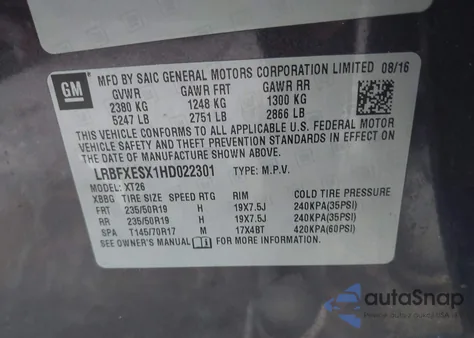 GM
MFD BY SAIC GENERAL MOTORS CORPORATION LIMITED 08/16
GVWR GAWR FRT GAWR RR
2380 KG 1248 KG 1300 KG
5247 LB 2751 LB 2866 LB
THIS VEHICLE CONFORMS TO ALL APPLICABLE U.S. FEDERAL MOTOR
VEHICLE SAFETY AND THEFT PREVENTION STANDARDS IN EFFECT ON
THE DATE OF MANUFACTURE SHOWN ABOVE.
LRBFXESX1HD022301 TYPE: M.P.V.
MODEL: XT26
XBBG TIRE SIZE SPEED RTG RIM COLD TIRE PRESSURE
FRT 235/50R19 H 19X7.5J 240KPA(35PSI)
RR 235/50R19 H 19X7.5J 240KPA(35PSI)
SPA T145/70R17 M 17X4BT 420KPA(60PSI)
SEE OWNER'S MANUAL FOR MORE INFORMATION
autoSnap